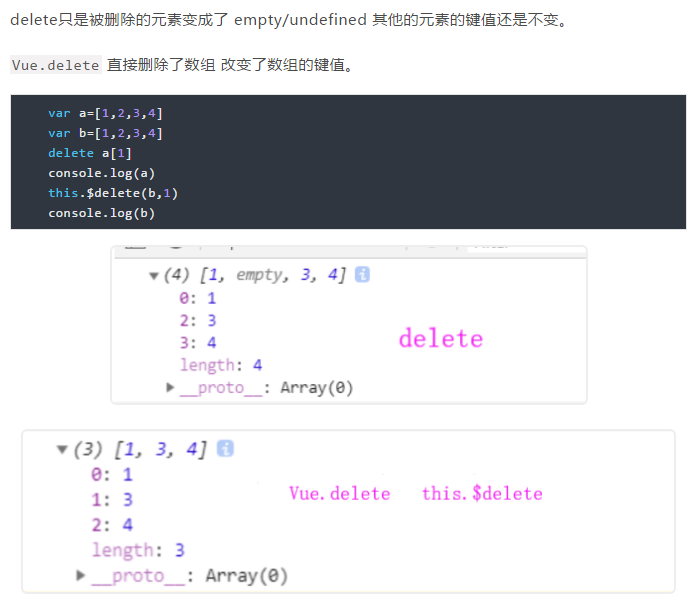 delete只是被删除的元素变成了 empty/undefined 其他的元素的键值还是不变。
Vue.delete 直接删除了数组 改变了数组的键值。
var a=[1,2,3,4]
var b=[1,2,3,4]
delete a[1]
console.log(a)
this.$delete(b,1)
console.log(b)
▼(4) [1, empty, 3, 4] i
0: 1
2: 3
3: 4
length: 4
▶__proto__: Array(0)
delete
▼(3) [1, 3, 4] i
0: 1
1: 3
2: 4
length: 3
▶__proto__: Array(0)
Vue.delete this.$delete